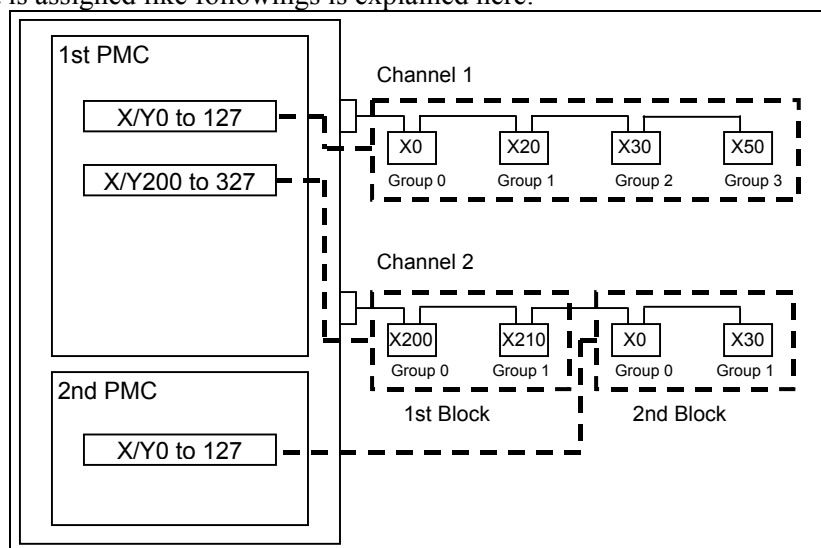 is assigned like followings is explained here.
1st PMC
X/Y0 to 127
X/Y200 to 327
Channel 1
X0
X20
X30
X50
Group 0
Group 1
Group 2
Group 3
Channel 2
X200
X210
X0
X30
Group 0
Group 1
Group 0
Group 1
1st Block
2nd Block
2nd PMC
X/Y0 to 127